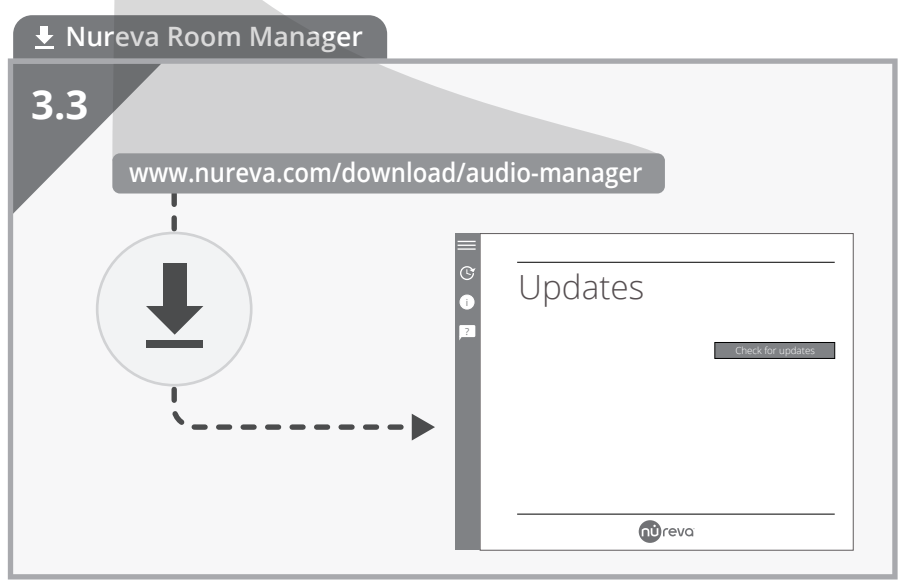 Nureva Room Manager
3.3
www.nureva.com/download/audio-manager
i
?
Updates
Check for updates
nureva